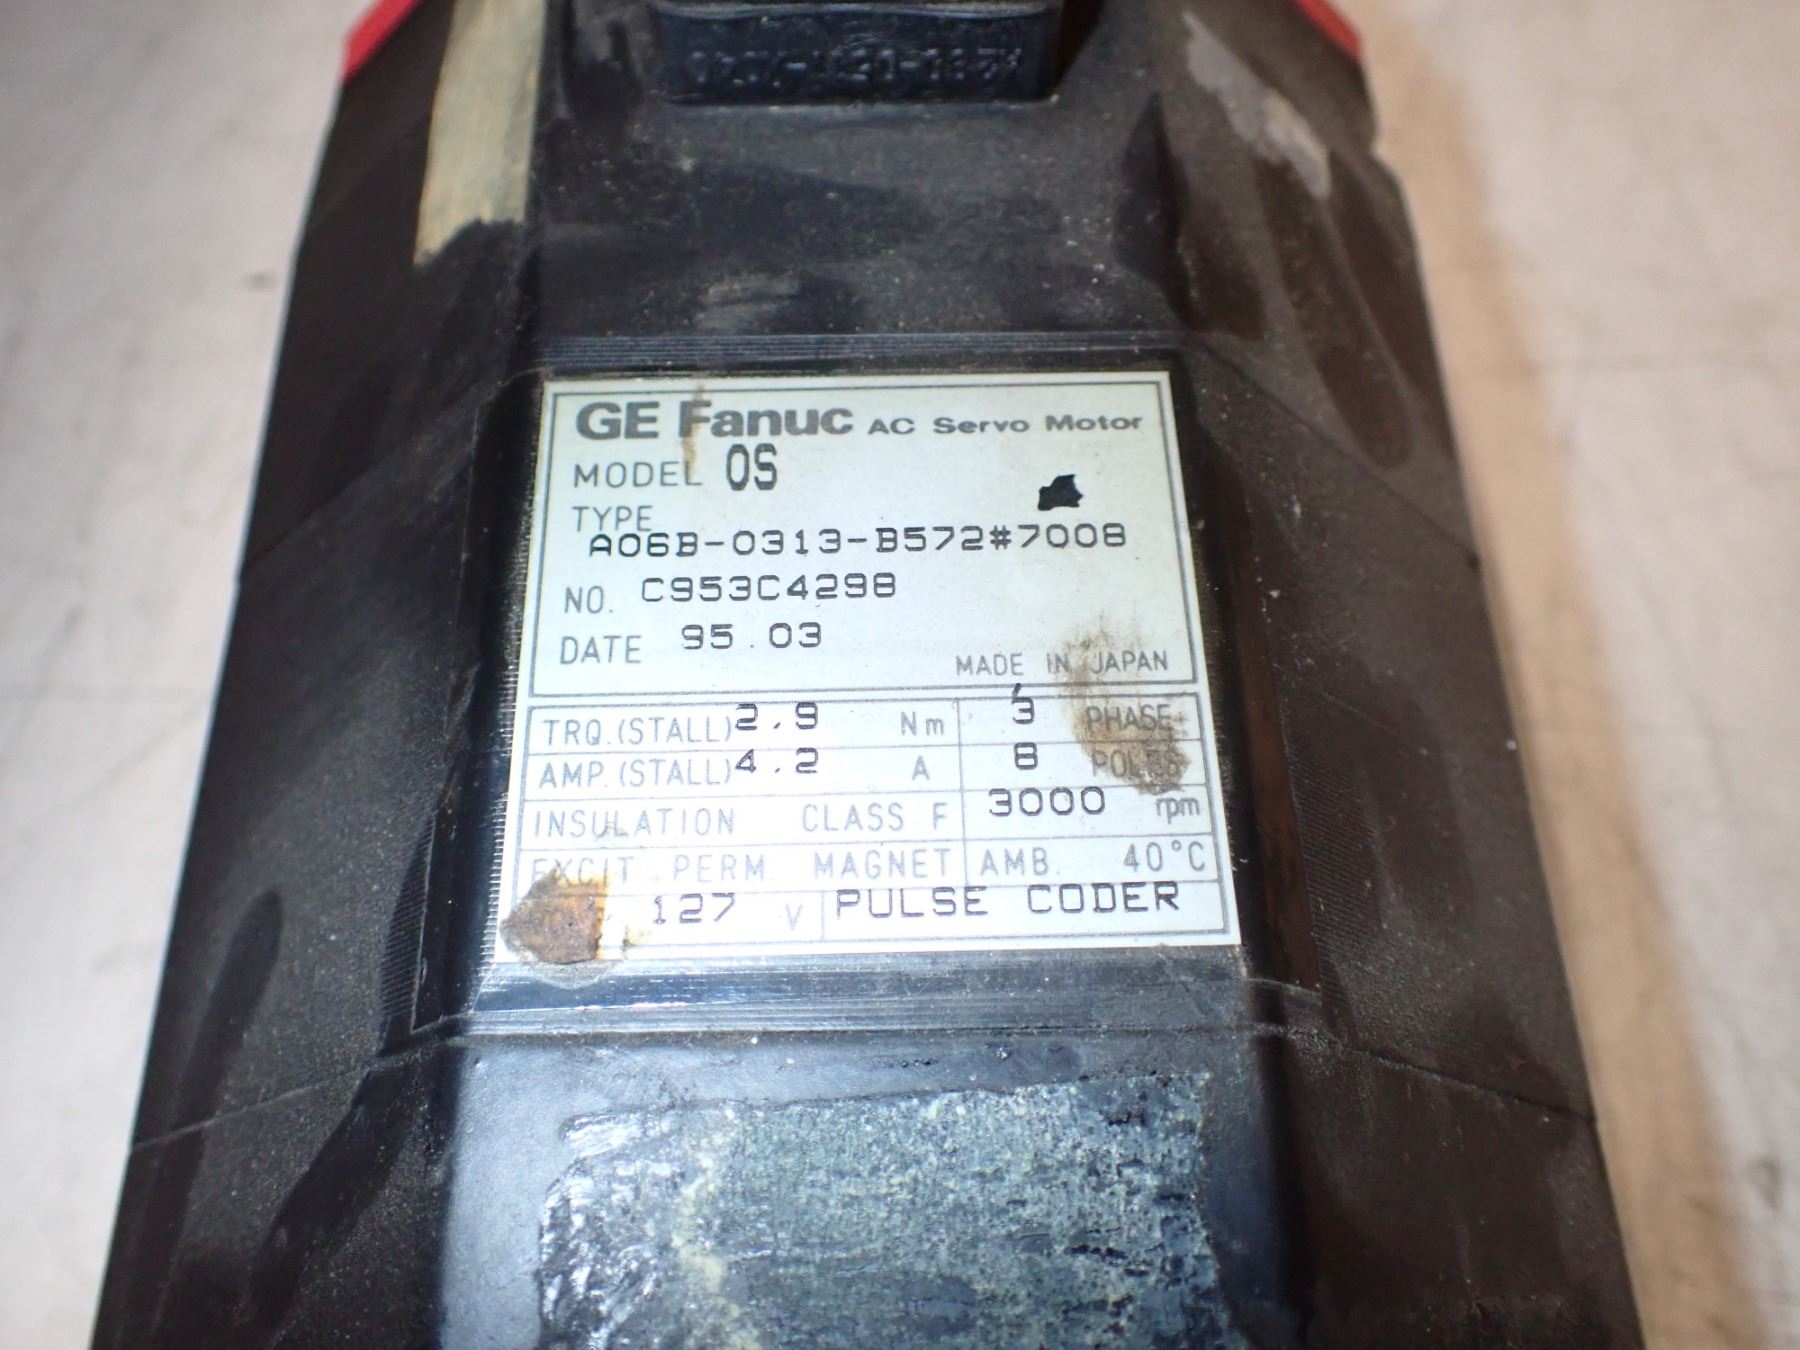 GE Fanuc AC Servo Motor
MODEL 0S
TYPE
A06B-0313-B572#7008
NO. C953C4298
DATE 95.03
MADE IN JAPAN
TRQ.(STALL) 2.9 Nm 3 PHASE
AMP.(STALL) 4.2 A 8 POLES
INSULATION CLASS F 3000 rpm
EXCIT. PERM. MAGNET AMB. 40°C
127 V PULSE CODER